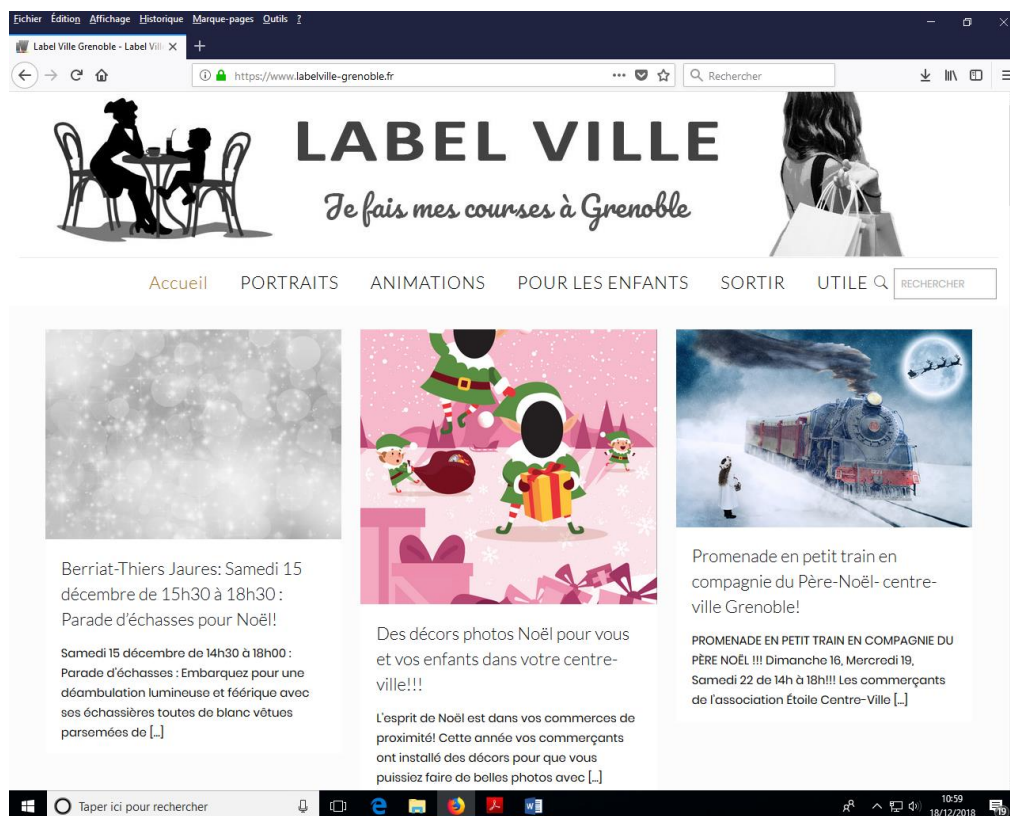 Fichier Édition Affichage Historique Marque-pages Outils ?
Label Ville Grenoble - Label Ville
https://www.labelville-grenoble.fr
Rechercher
LABEL VILLE
Je fais mes courses à Grenoble
Accueil PORTRAITS ANIMATIONS POUR LES ENFANTS SORTIR UTILE RECHERCHER
Berriat-Thiers Jaures: Samedi 15
décembre de 15h30 à 18h30 :
Parade d'échasses pour Noël!
Samedi 15 décembre de 14h30 à 18h00 :
Parade d'échasses : Embarquez pour une
déambulation lumineuse et féérique avec
ses échassières toutes de blanc vêtues
parsemées de [...]
Des décors photos Noël pour vous
et vos enfants dans votre centre-
ville!!!
L'esprit de Noël est dans vos commerces de
proximité! Cette année vos commerçants
ont installé des décors pour que vous
puissiez faire de belles photos avec [...]
Promenade en petit train en
compagnie du Père-Noël- centre-
ville Grenoble!
PROMENADE EN PETIT TRAIN EN COMPAGNIE DU
PÈRE NOËL !!! Dimanche 16, Mercredi 19,
Samedi 22 de 14h à 18h!!! Les commerçants
de l'association Étoile Centre-Ville [...]
Taper ici pour rechercher
10:59
18/12/2018
19